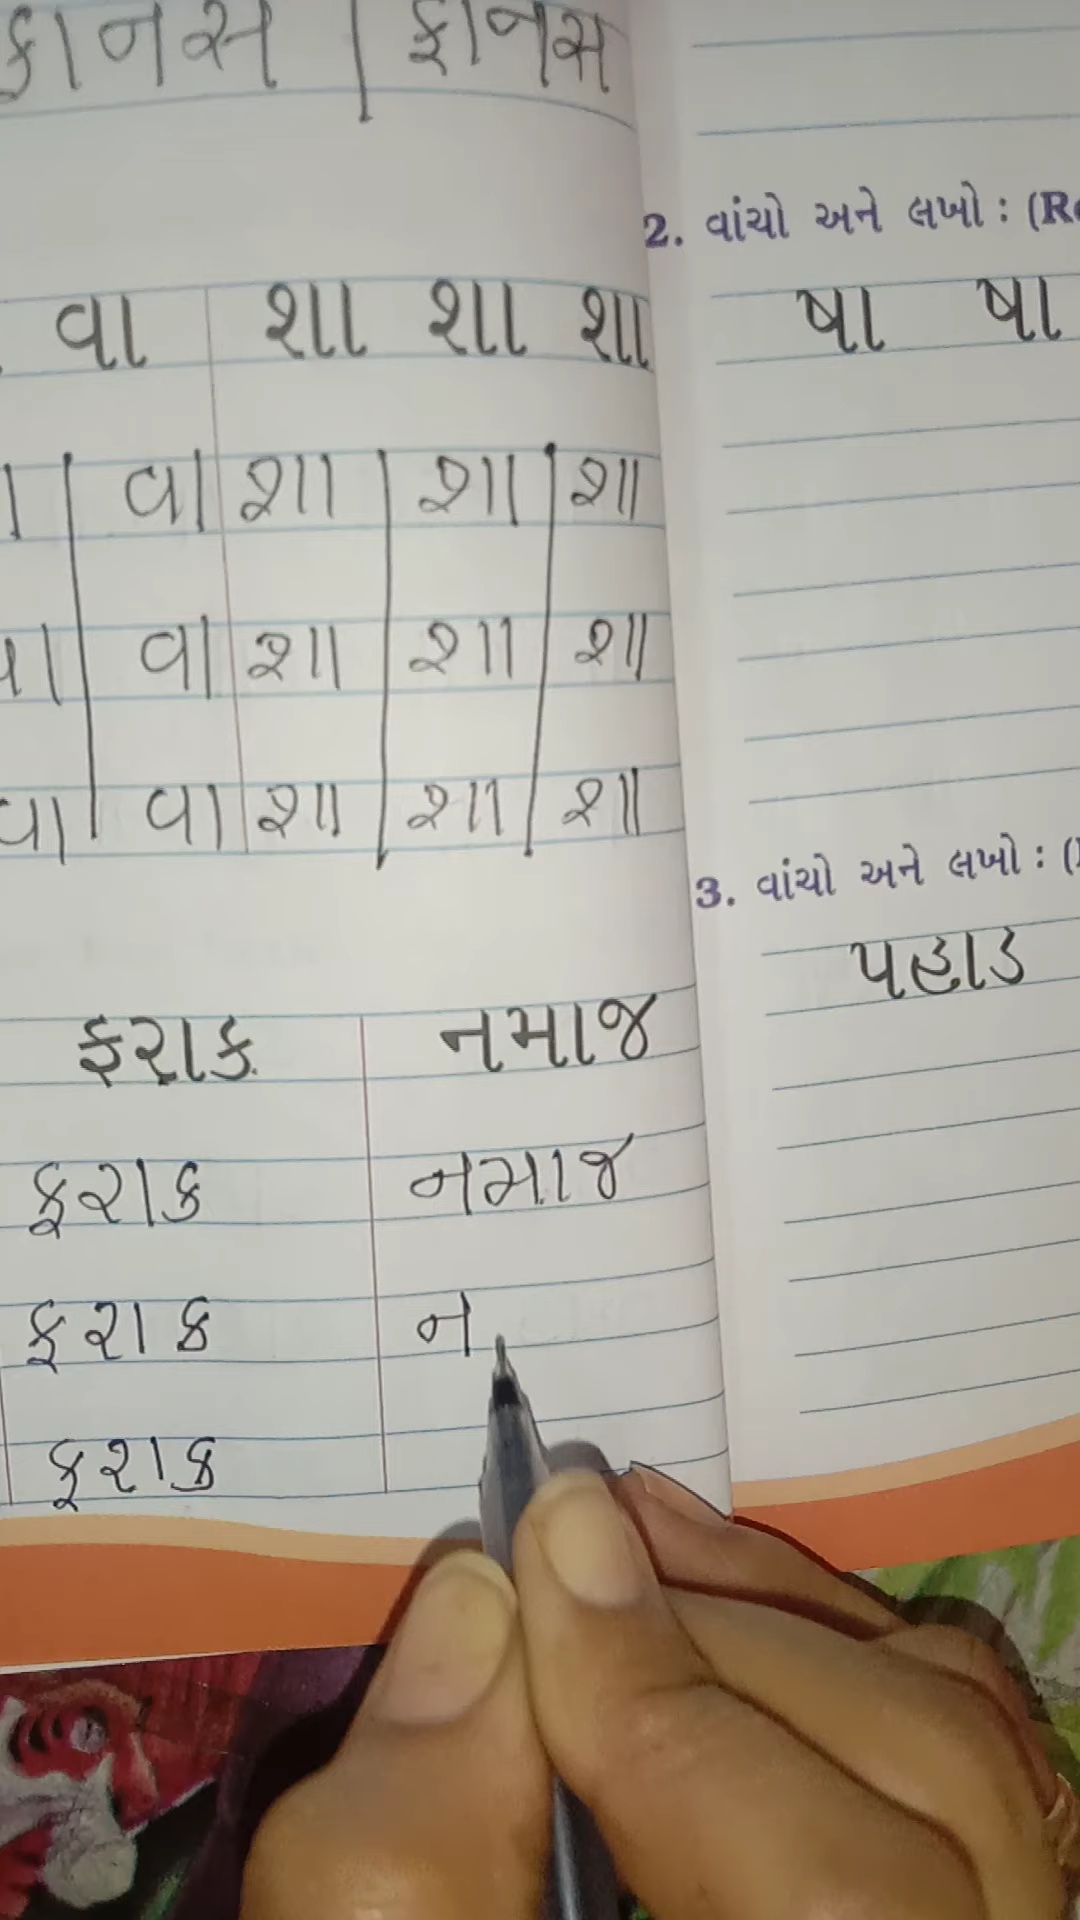 ફાનસ ફાનસ
વા શા શા શા
વા શા શા શા
વા વા શા શા શા
વા વા શા શા શા
ફરાક નમાજ
ફરાક નમાજ
ફરાક ન
ફરાક
2. વાંચો અને લખો :
ષા ષા
3. વાંચો અને લખો :
પહાડ